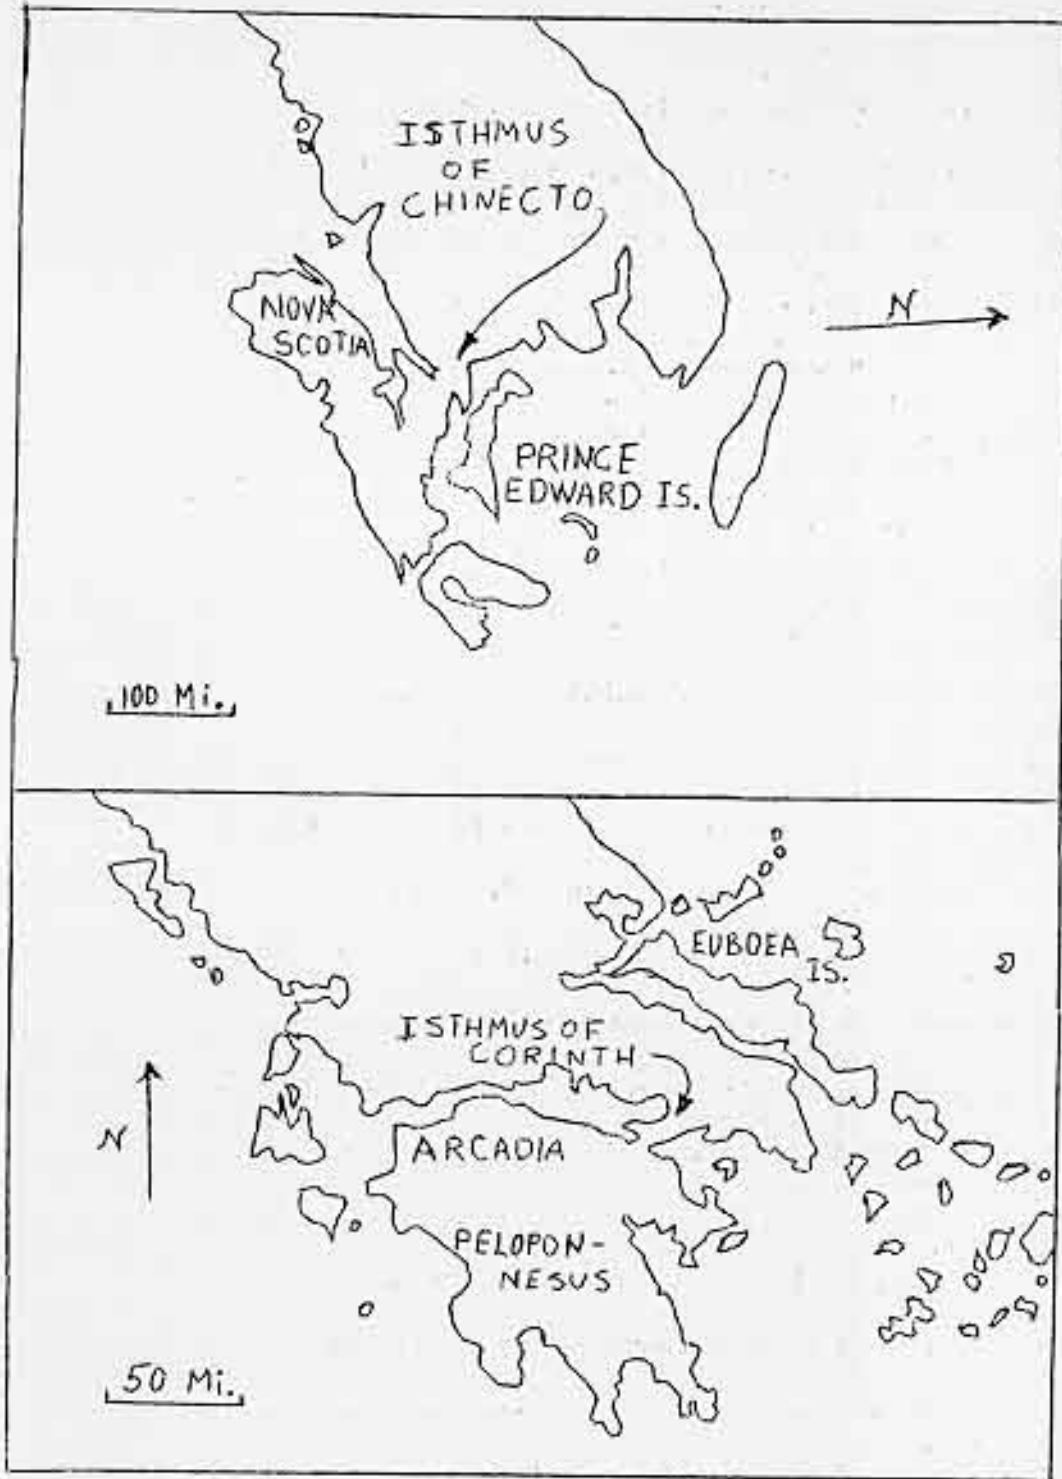 ISTHMUS
OF
CHINECTO
NOVA
SCOTIA
N
PRINCE
EDWARD IS.
100 Mi.
EUBOEA
IS.
ISTHMUS OF
CORINTH
N
ARCADIA
PELOPON-
NESUS
50 Mi.